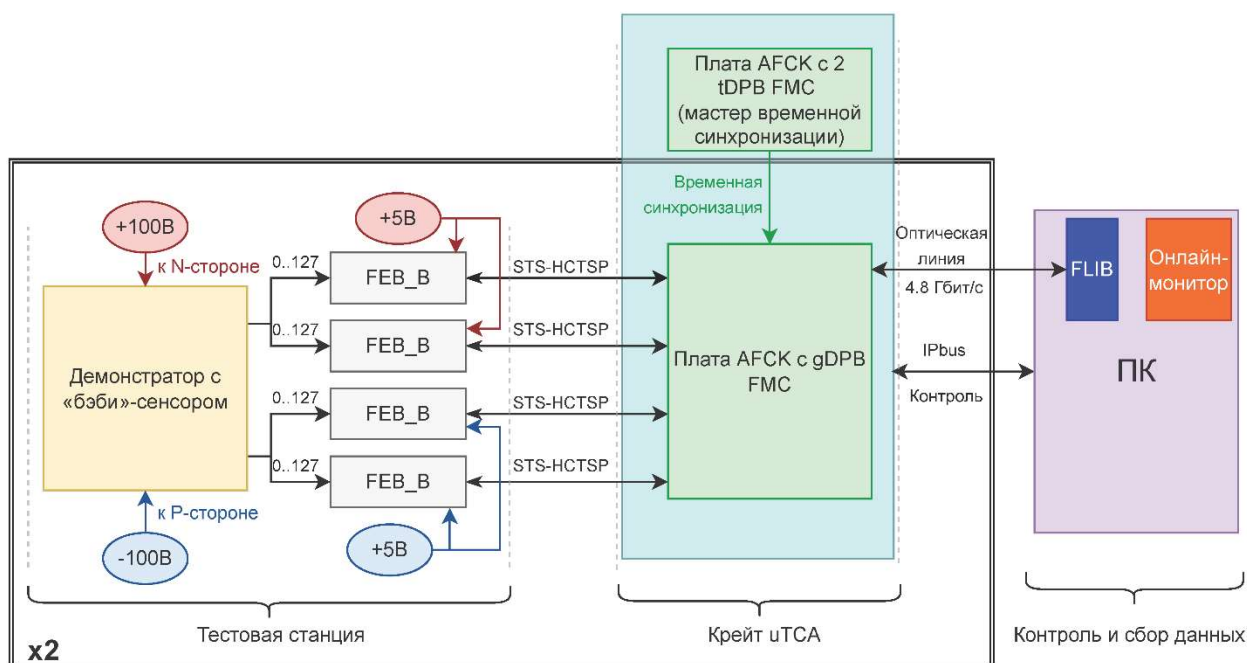 Плата AFCK с 2
tDPB FMC
(мастер временной
синхронизации)
Временная
синхронизация
+100В
к N-стороне
+5В
0..127
FEB_B
STS-HCTSP
0..127
FEB_B
STS-HCTSP
Демонстратор с
«бэби»-сенсором
0..127
FEB_B
STS-HCTSP
0..127
FEB_B
STS-HCTSP
к P-стороне
-100В
+5В
Плата AFCK с gDPB
FMC
Оптическая
линия
4.8 Гбит/с
IPbus
Контроль
FLIB
Онлайн-
монитор
ПК
Тестовая станция
Крейт uTCA
Контроль и сбор данных
x2